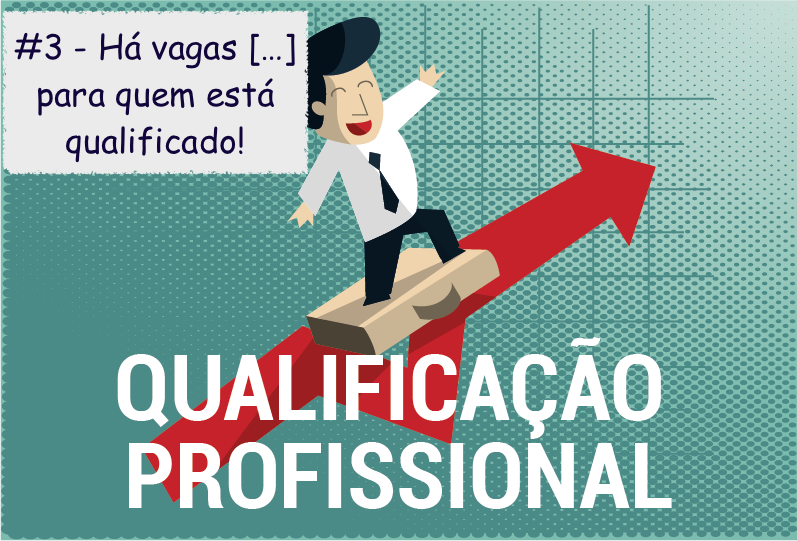 #3 - Há vagas [...]
para quem está
qualificado!
QUALIFICAÇÃO
PROFISSIONAL